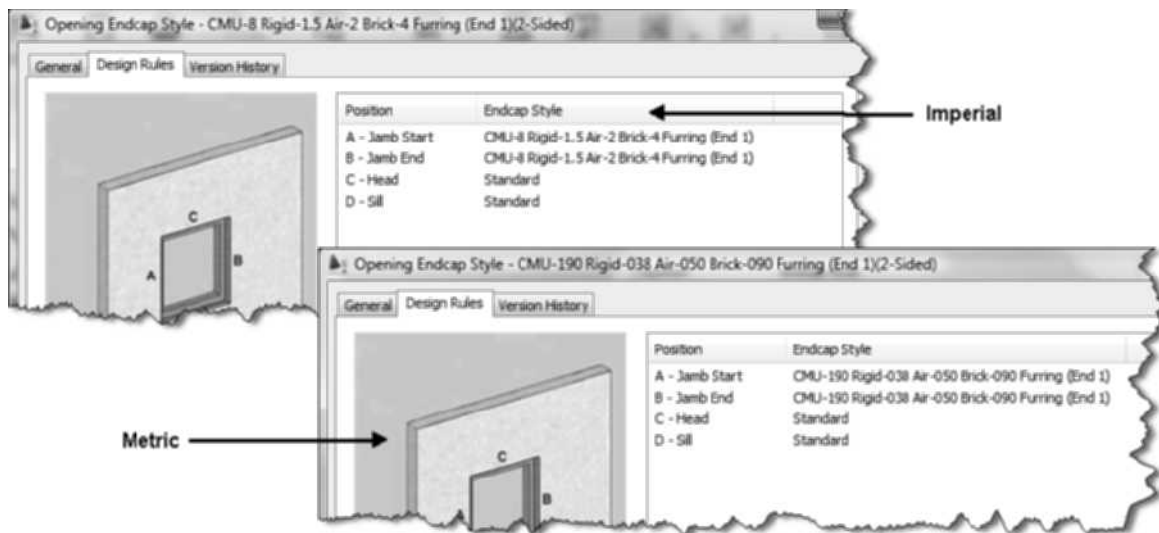 Opening Endcap Style - CMU-8 Rigid-1.5 Air-2 Brick-4 Furring (End 1)(2-Sided)
General Design Rules Version History
Position Endcap Style
Imperial
A - Jamb Start CMU-8 Rigid-1.5 Air-2 Brick-4 Furring (End 1)
B - Jamb End CMU-8 Rigid-1.5 Air-2 Brick-4 Furring (End 1)
C - Head Standard
D - Sill Standard
C
A
B
Opening Endcap Style - CMU-190 Rigid-038 Air-050 Brick-090 Furring (End 1)(2-Sided)
General Design Rules Version History
Position Endcap Style
A - Jamb Start CMU-190 Rigid-038 Air-050 Brick-090 Furring (End 1)
B - Jamb End CMU-190 Rigid-038 Air-050 Brick-090 Furring (End 1)
C - Head Standard
D - Sill Standard
Metric
C
B